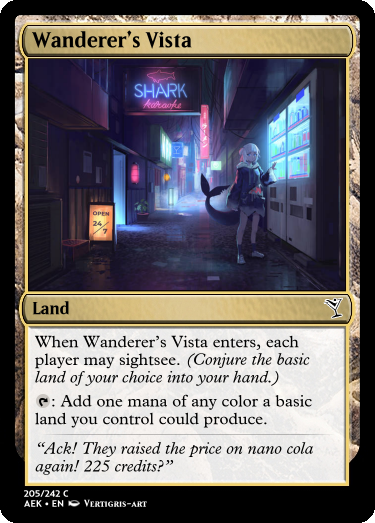 Wanderer's Vista
SHARK
karaoke
OPEN
24/
7
Land
When Wanderer's Vista enters, each
player may sightsee. (Conjure the basic
land of your choice into your hand.)
: Add one mana of any color a basic
land you control could produce.
“Ack! They raised the price on nano cola
again! 225 credits?”
205/242 C
AEK • EN Vertigris-art